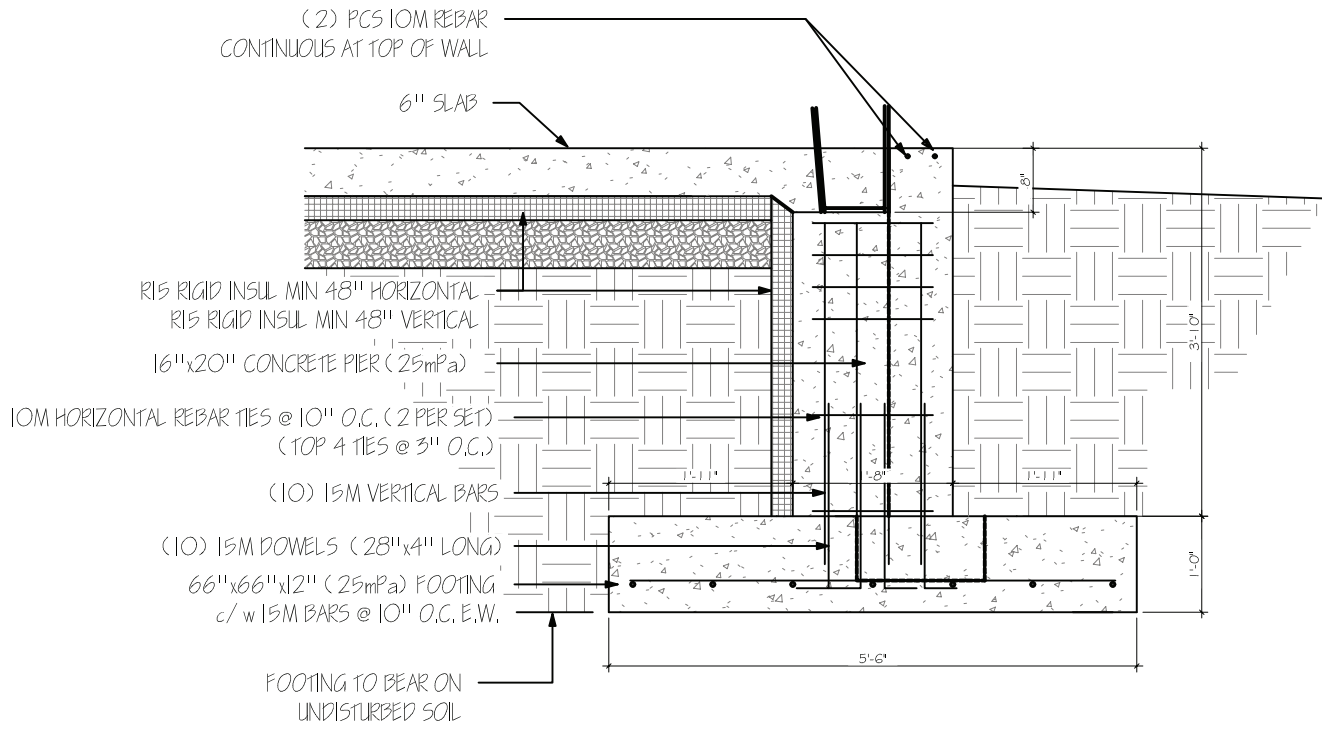 (2) PCS 10M REBAR
CONTINUOUS AT TOP OF WALL
6" SLAB
8"
R15 RIGID INSUL MIN 48" HORIZONTAL
R15 RIGID INSUL MIN 48" VERTICAL
3'-10"
16"x20" CONCRETE PIER (25mPa)
10M HORIZONTAL REBAR TIES @ 10" O.C. (2 PER SET)
(TOP 4 TIES @ 3" O.C.)
1'-11"
1'-8"
1'-11"
(10) 15M VERTICAL BARS
(10) 15M DOWELS (28"x4" LONG)
66"x66"x12" (25mPa) FOOTING
c/w 15M BARS @ 10" O.C. E.W.
1'-0"
5'-6"
FOOTING TO BEAR ON
UNDISTURBED SOIL